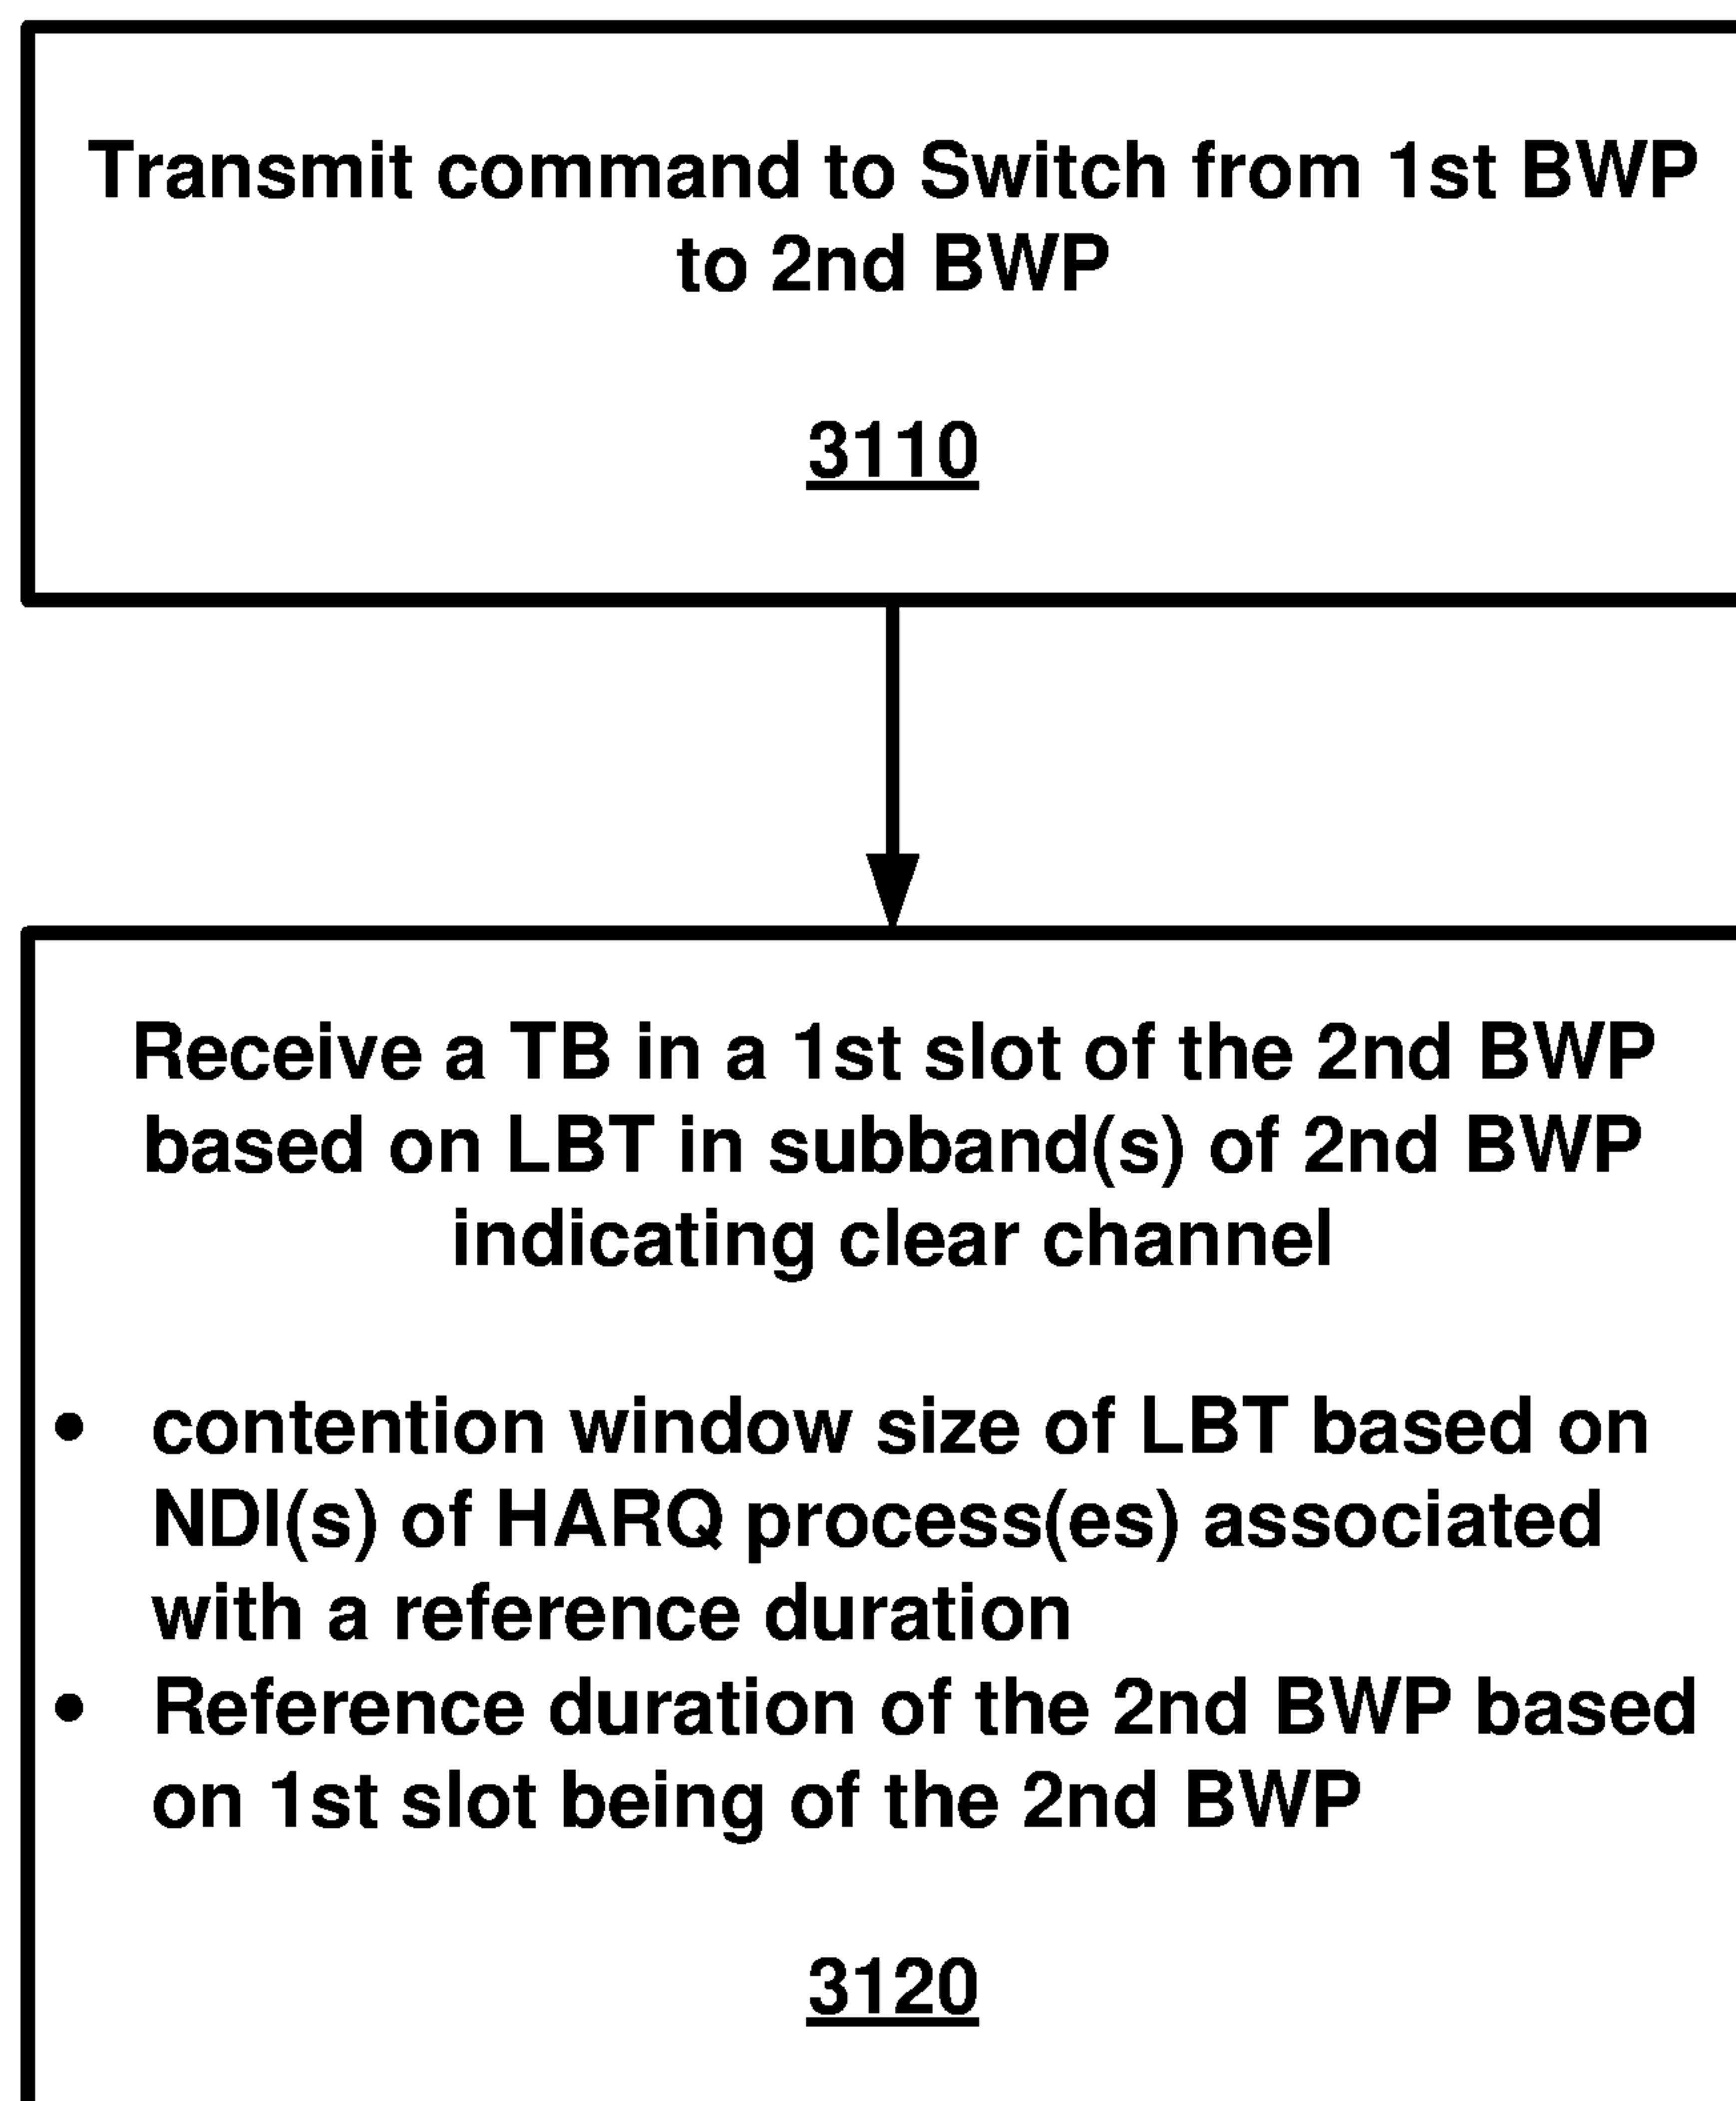 Transmit command to Switch from 1st BWP
to 2nd BWP
3110
Receive a TB in a 1st slot of the 2nd BWP
based on LBT in subband(s) of 2nd BWP
indicating clear channel
• contention window size of LBT based on
NDI(s) of HARQ process(es) associated
with a reference duration
• Reference duration of the 2nd BWP based
on 1st slot being of the 2nd BWP
3120